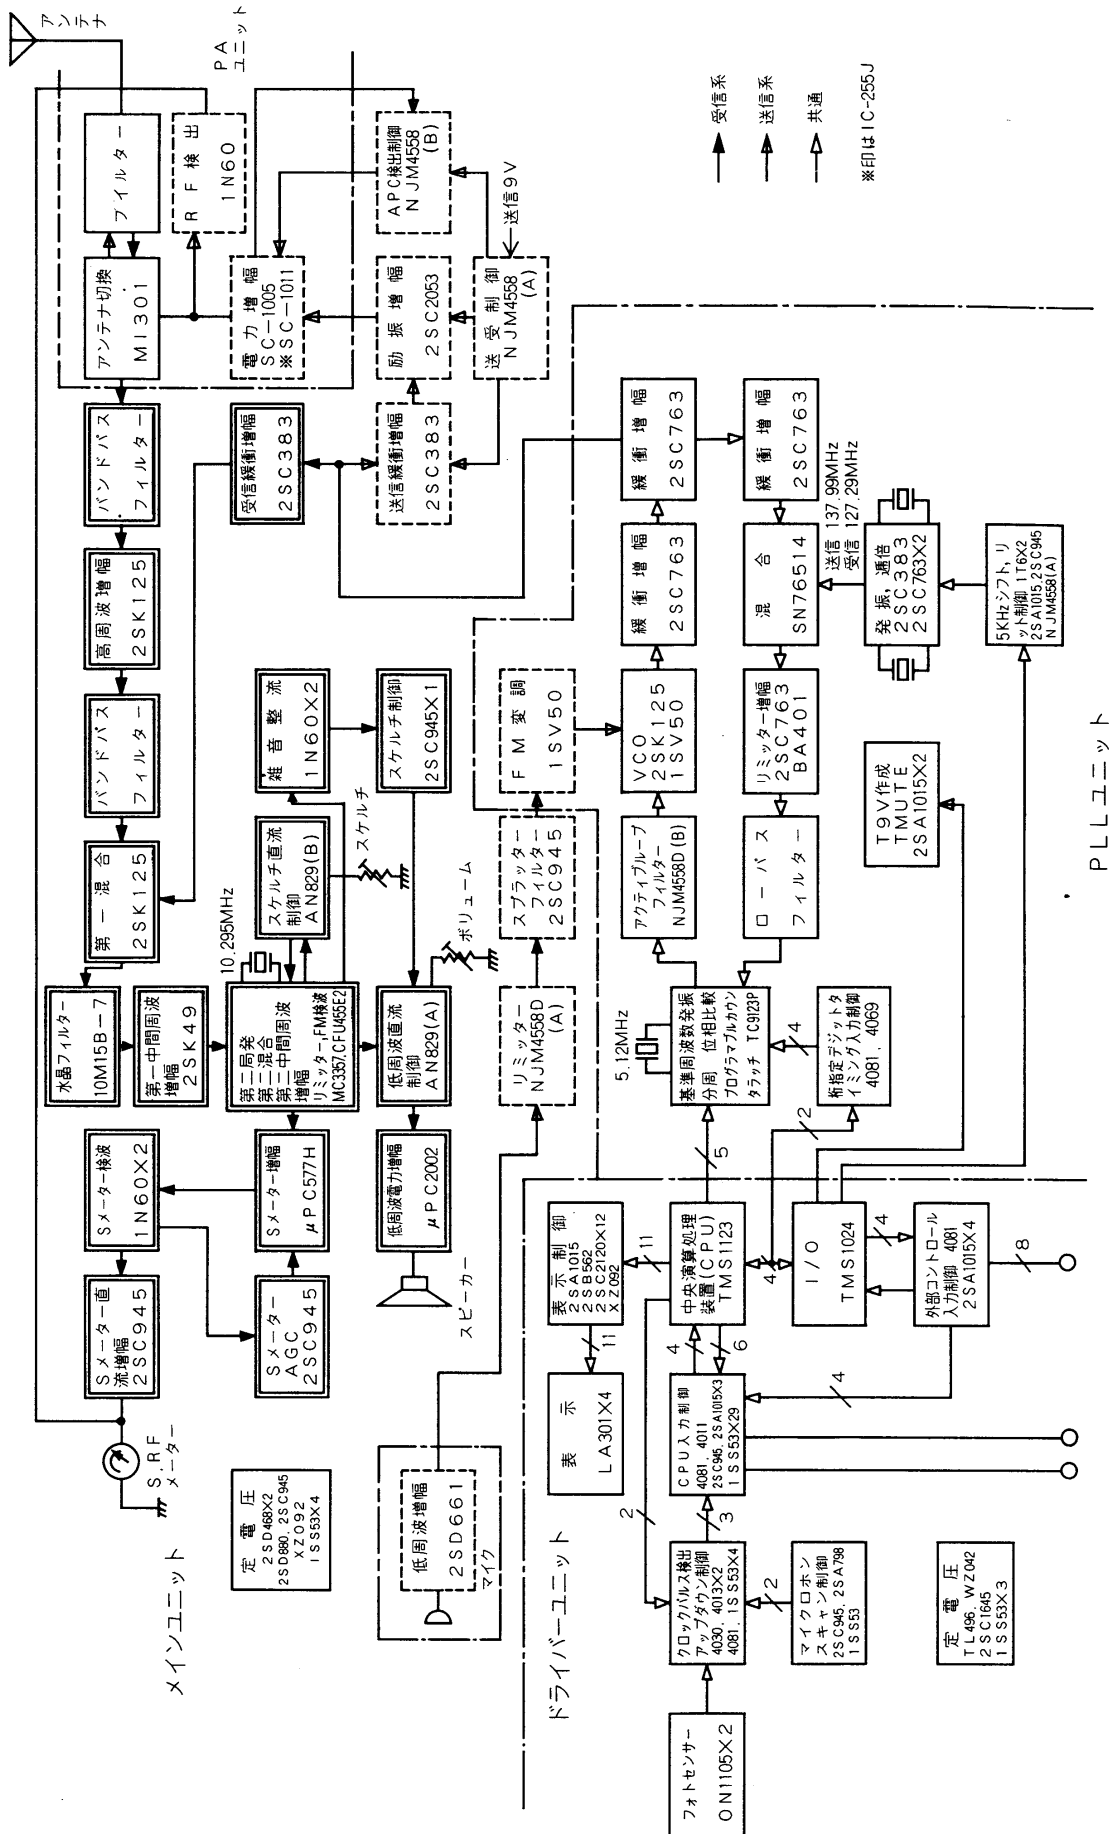 アンテナ
PA
ユニット
フィルター
RF検出
1N60
アンテナ切換
MI301
電力増幅
SC-1005
※SC-1011
APC検出制御
NJM4558
(B)
励振増幅
2SC2053
送受制御
NJM4558
(A)
送信9V
受信系
送信系
共通
※印はIC-255J
バンドパス
フィルター
高周波増幅
2SK125
バンドパス
フィルター
第一混合
2SK125
受信緩衝増幅
2SC383
送信緩衝増幅
2SC383
水晶フィルター
10M15B-7
第一中間周波
増幅
2SK49
第二局発
第二混合
第二中間周波
増幅
リミッター,FM検波
MC3357,CFU455E2
10.295MHz
スケルチ直流
制御
AN829(B)
雑音整流
1N60X2
スケルチ制御
2SC945X1
スケルチ
低周波直流
制御
AN829(A)
ボリューム
Sメーター検波
1N60X2
Sメーター増幅
μPC577H
低周波電力増幅
μPC2002
スピーカー
Sメーター直
流増幅
2SC945
Sメーター
AGC
2SC945
S.RF
メーター
メインユニット
定電圧
2SD468X2
2SD880, 2SC945
XZ092
1SS53X4
低周波増幅
2SD661
マイク
リミッター
NJM4558D
(A)
スプラッター
フィルター
2SC945
FM変調
1SV50
VCO
2SK125
1SV50
緩衝増幅
2SC763
緩衝増幅
2SC763
緩衝増幅
2SC763
混合
SN76514
送信 137.99MHz
受信 127.29MHz
発振,逓倍
2SC383
2SC763X2
5KHzシフト,リ
ット制御 1T6X2
2SA1015,2SC945
NJM4558(A)
リミッター増幅
2SC763
BA401
T9V作成
TMUTE
2SA1015X2
ローパス
フィルター
アクティブループ
フィルター
NJM4558D(B)
5.12MHz
基準周波数発振
分周 位相比較
プログラマブルカウン
タラッチ TC9123P
桁指定デジットタ
イミング入力制御
4081, 4069
4
2
5
PLLユニット
ドライバーユニット
表示制御
2SA1015
2SB562
2SC2120X12
XZ092
11
表示
LA301X4
11
中央演算処理
装置(CPU)
TMS1123
4
I/O
TMS1024
4
外部コントロール
入力制御 4081
2SA1015X4
8
4
6
4
CPU入力制御
4081, 4011
2SC945, 2SA1015X3
1SS53X29
2
3
クロックパルス検出
アップダウン制御
4030, 4013X2
4081, 1SS53X4
2
マイクロホン
スキャン制御
2SC945, 2SA798
1SS53
定電圧
TL496, WZ042
2SC1645
1SS53X3
フォトセンサー
ON1105X2